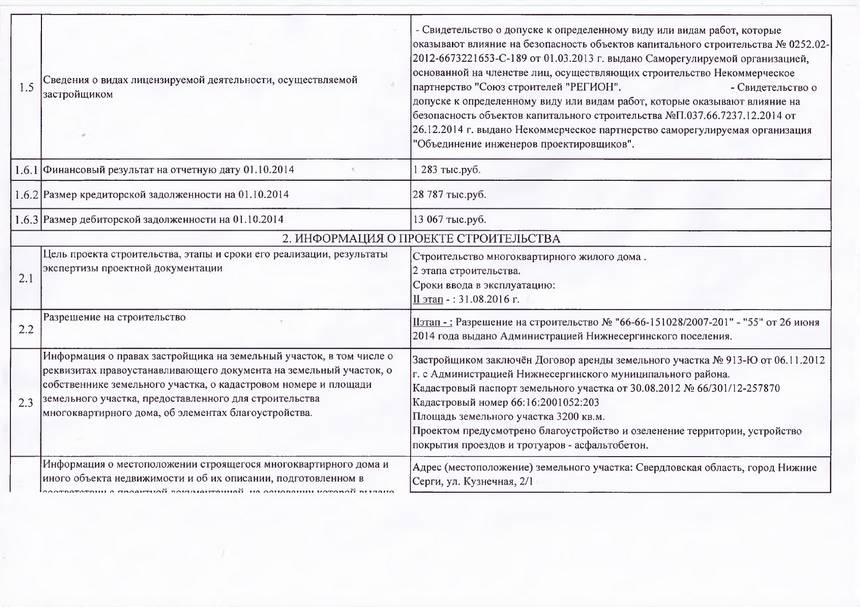 1.5
Сведения о видах лицензируемой деятельности, осуществляемой
застройщиком
- Свидетельство о допуске к определенному виду или видам работ, которые
оказывают влияние на безопасность объектов капитального строительства № 0252.02-
2012-6673221653-С-189 от 01.03.2013 г. выдано Саморегулируемой организацией,
основанной на членстве лиц, осуществляющих строительство Некоммерческое
партнерство "Союз строителей "РЕГИОН". - Свидетельство о
допуске к определенному виду или видам работ, которые оказывают влияние на
безопасность объектов капитального строительства №П.037.66.7237.12.2014 от
26.12.2014 г. выдано Некоммерческое партнерство саморегулируемая организация
"Объединение инженеров проектировщиков".
1.6.1 Финансовый результат на отчетную дату 01.10.2014 1 283 тыс.руб.
1.6.2 Размер кредиторской задолженности на 01.10.2014 28 787 тыс.руб.
1.6.3 Размер дебиторской задолженности на 01.10.2014 13 067 тыс.руб.
2. ИНФОРМАЦИЯ О ПРОЕКТЕ СТРОИТЕЛЬСТВА
2.1
Цель проекта строительства, этапы и сроки его реализации, результаты
экспертизы проектной документации
Строительство многоквартирного жилого дома .
2 этапа строительства.
Сроки ввода в эксплуатацию:
II этап - : 31.08.2016 г.
2.2
Разрешение на строительство
IIэтап - : Разрешение на строительство № "66-66-151028/2007-201" - "55" от 26 июня
2014 года выдано Администрацией Нижнесергинского поселения.
2.3
Информация о правах застройщика на земельный участок, в том числе о
реквизитах правоустанавливающего документа на земельный участок, о
собственнике земельного участка, о кадастровом номере и площади
земельного участка, предоставленного для строительства
многоквартирного дома, об элементах благоустройства.
Застройщиком заключён Договор аренды земельного участка № 913-Ю от 06.11.2012
г. с Администрацией Нижнесергинского муниципального района.
Кадастровый паспорт земельного участка от 30.08.2012 № 66/301/12-257870
Кадастровый номер 66:16:2001052:203
Площадь земельного участка 3200 кв.м.
Проектом предусмотрено благоустройство и озеленение территории, устройство
покрытия проездов и тротуаров - асфальтобетон.
Информация о местоположении строящегося многоквартирного дома и
иного объекта недвижимости и об их описании, подготовленном в
соответствии с проектной документацией, на основании которой выдано
Адрес (местоположение) земельного участка: Свердловская область, город Нижние
Серги, ул. Кузнечная, 2/1